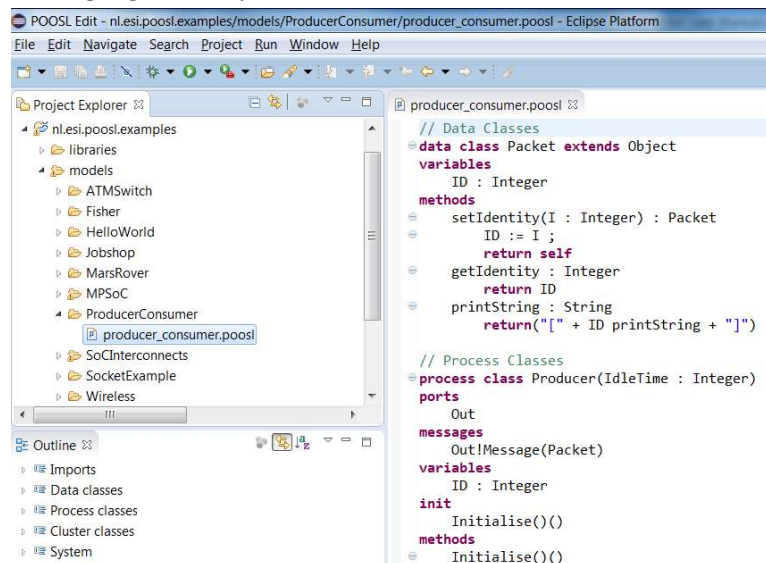 POOSL Edit - nl.esi.poosl.examples/models/ProducerConsumer/producer_consumer.poosl - Eclipse Platform
File Edit Navigate Search Project Run Window Help
Project Explorer
nl.esi.poosl.examples
libraries
models
ATMSwitch
Fisher
HelloWorld
Jobshop
MarsRover
MPSoC
ProducerConsumer
producer_consumer.poosl
SoCInterconnects
SocketExample
Wireless
Outline
Imports
Data classes
Process classes
Cluster classes
System
producer_consumer.poosl
// Data Classes
data class Packet extends Object
variables
ID : Integer
methods
setIdentity(I : Integer) : Packet
ID := I ;
return self
getIdentity : Integer
return ID
printString : String
return("[" + ID printString + "]")
// Process Classes
process class Producer(IdleTime : Integer)
ports
Out
messages
Out!Message(Packet)
variables
ID : Integer
init
Initialise()()
methods
Initialise()()